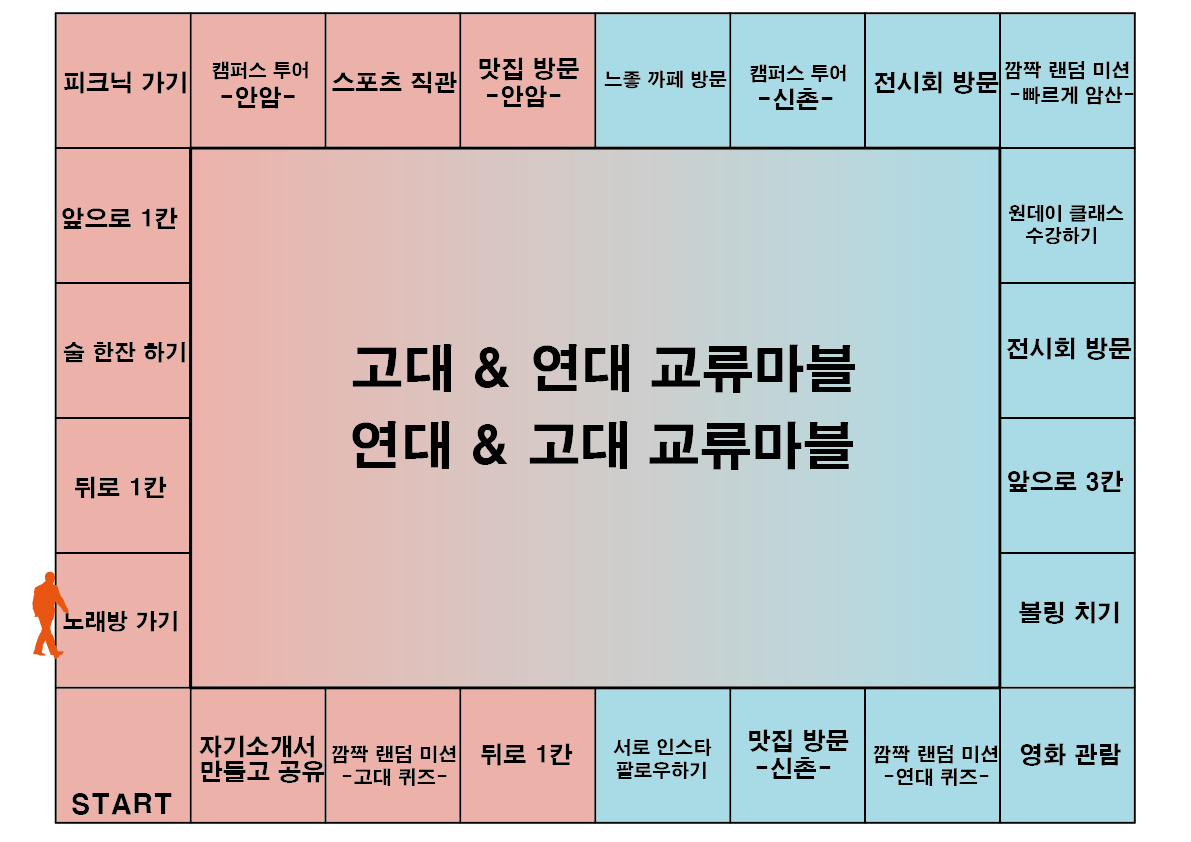 피크닉 가기
캠퍼스 투어
-안암-
스포츠 직관
맛집 방문
-안암-
느좋 까페 방문
캠퍼스 투어
-신촌-
전시회 방문
깜짝 랜덤 미션
-빠르게 암산-
앞으로 1칸
원데이 클래스
수강하기
술 한잔 하기
전시회 방문
고대 & 연대 교류마블
연대 & 고대 교류마블
뒤로 1칸
앞으로 3칸
노래방 가기
볼링 치기
START
자기소개서
만들고 공유
깜짝 랜덤 미션
-고대 퀴즈-
뒤로 1칸
서로 인스타
팔로우하기
맛집 방문
-신촌-
깜짝 랜덤 미션
-연대 퀴즈-
영화 관람